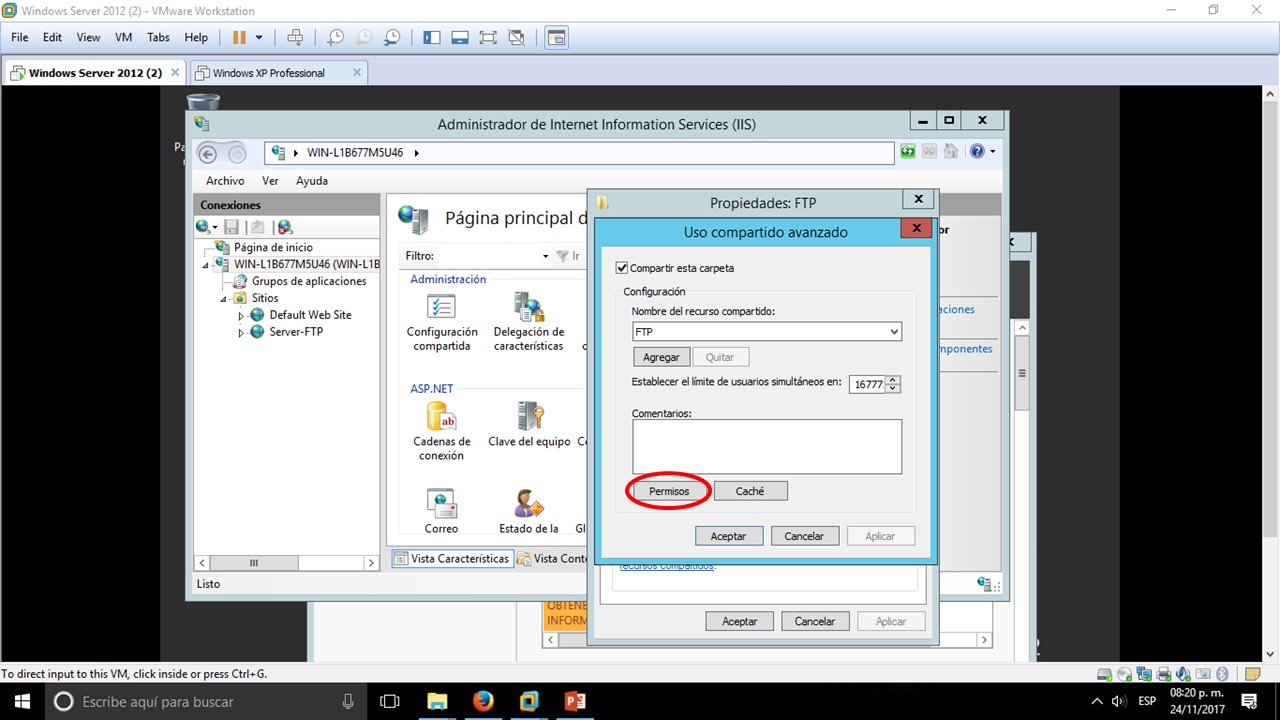 Windows Server 2012 (2) - VMware Workstation
File Edit View VM Tabs Help
Windows Server 2012 (2)
Windows XP Professional
Administrador de Internet Information Services (IIS)
WIN-L1B677M5U46
Archivo Ver Ayuda
Conexiones
Página de inicio
WIN-L1B677M5U46 (WIN-L1B
Grupos de aplicaciones
Sitios
Default Web Site
Server-FTP
Página principal d
Filtro:
Ir
Administración
Configuración compartida
Delegación de características
ASP.NET
Cadenas de conexión
Clave del equipo
Correo
Estado de la
Vista Características
Vista Conte
Listo
Propiedades: FTP
Uso compartido avanzado
Compartir esta carpeta
Configuración
Nombre del recurso compartido:
FTP
Agregar
Quitar
Establecer el límite de usuarios simultáneos en:
16777
Comentarios:
Permisos
Caché
Aceptar
Cancelar
Aplicar
recursos compartidos.
Aceptar
Cancelar
Aplicar
or
aciones
mponentes
OBTENE
INFORM
To direct input to this VM, click inside or press Ctrl+G.
Escribe aquí para buscar
ESP
08:20 p. m.
24/11/2017